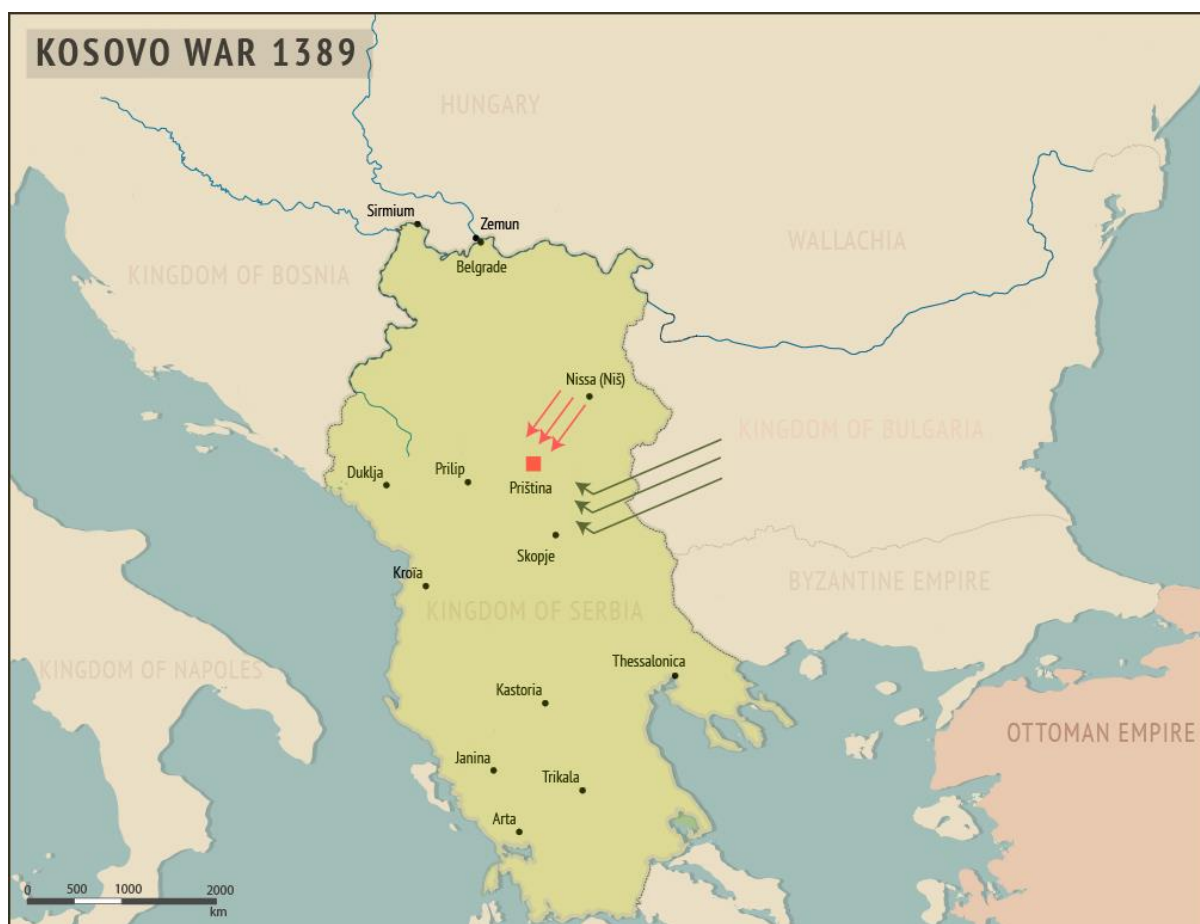 KOSOVO WAR 1389
HUNGARY
Sirmium
Zemun
WALLACHIA
Belgrade
KINGDOM OF BOSNIA
Nissa (Niš)
KINGDOM OF BULGARIA
Duklja
Prilip
Priština
Skopje
Kroïa
BYZANTINE EMPIRE
KINGDOM OF SERBIA
KINGDOM OF NAPOLES
Thessalonica
Kastoria
OTTOMAN EMPIRE
Janina
Trikala
Arta
0 500 1000 2000
km